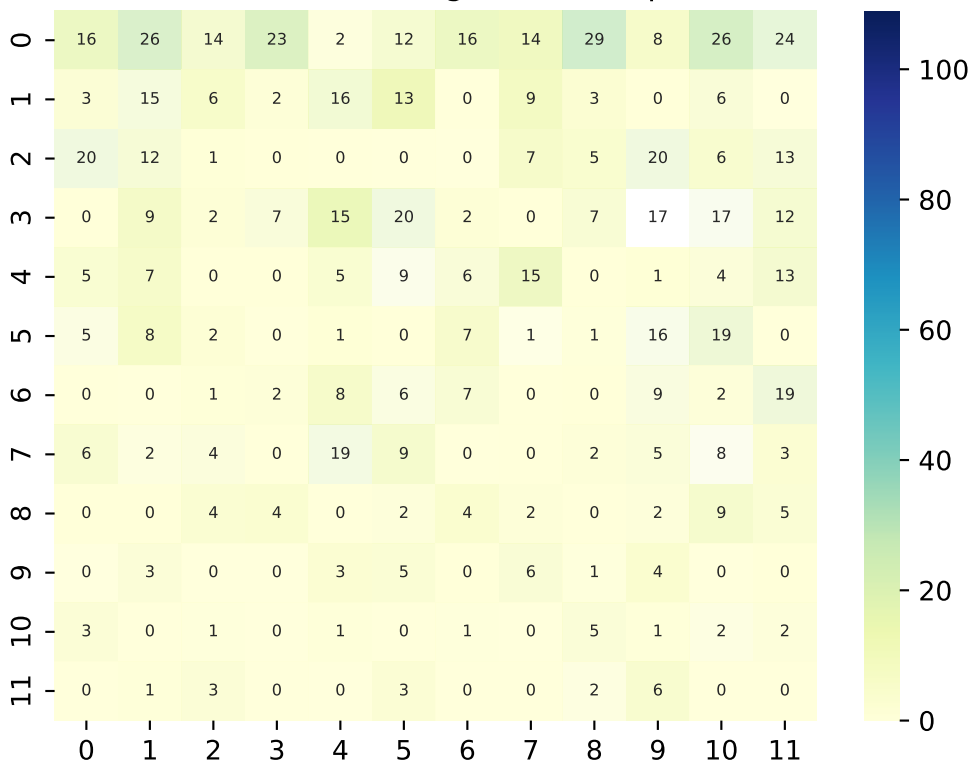 0 16 26 14 23 2 12 16 14 29 8 26 24
1 3 15 6 2 16 13 0 9 3 0 6 0
2 20 12 1 0 0 0 0 7 5 20 6 13
3 0 9 2 7 15 20 2 0 7 17 17 12
4 5 7 0 0 5 9 6 15 0 1 4 13
5 5 8 2 0 1 0 7 1 1 16 19 0
6 0 0 1 2 8 6 7 0 0 9 2 19
7 6 2 4 0 19 9 0 0 2 5 8 3
8 0 0 4 4 0 2 4 2 0 2 9 5
9 0 3 0 0 3 5 0 6 1 4 0 0
10 3 0 1 0 1 0 1 0 5 1 2 2
11 0 1 3 0 0 3 0 0 2 6 0 0
0 1 2 3 4 5 6 7 8 9 10 11
100
80
60
40
20
0